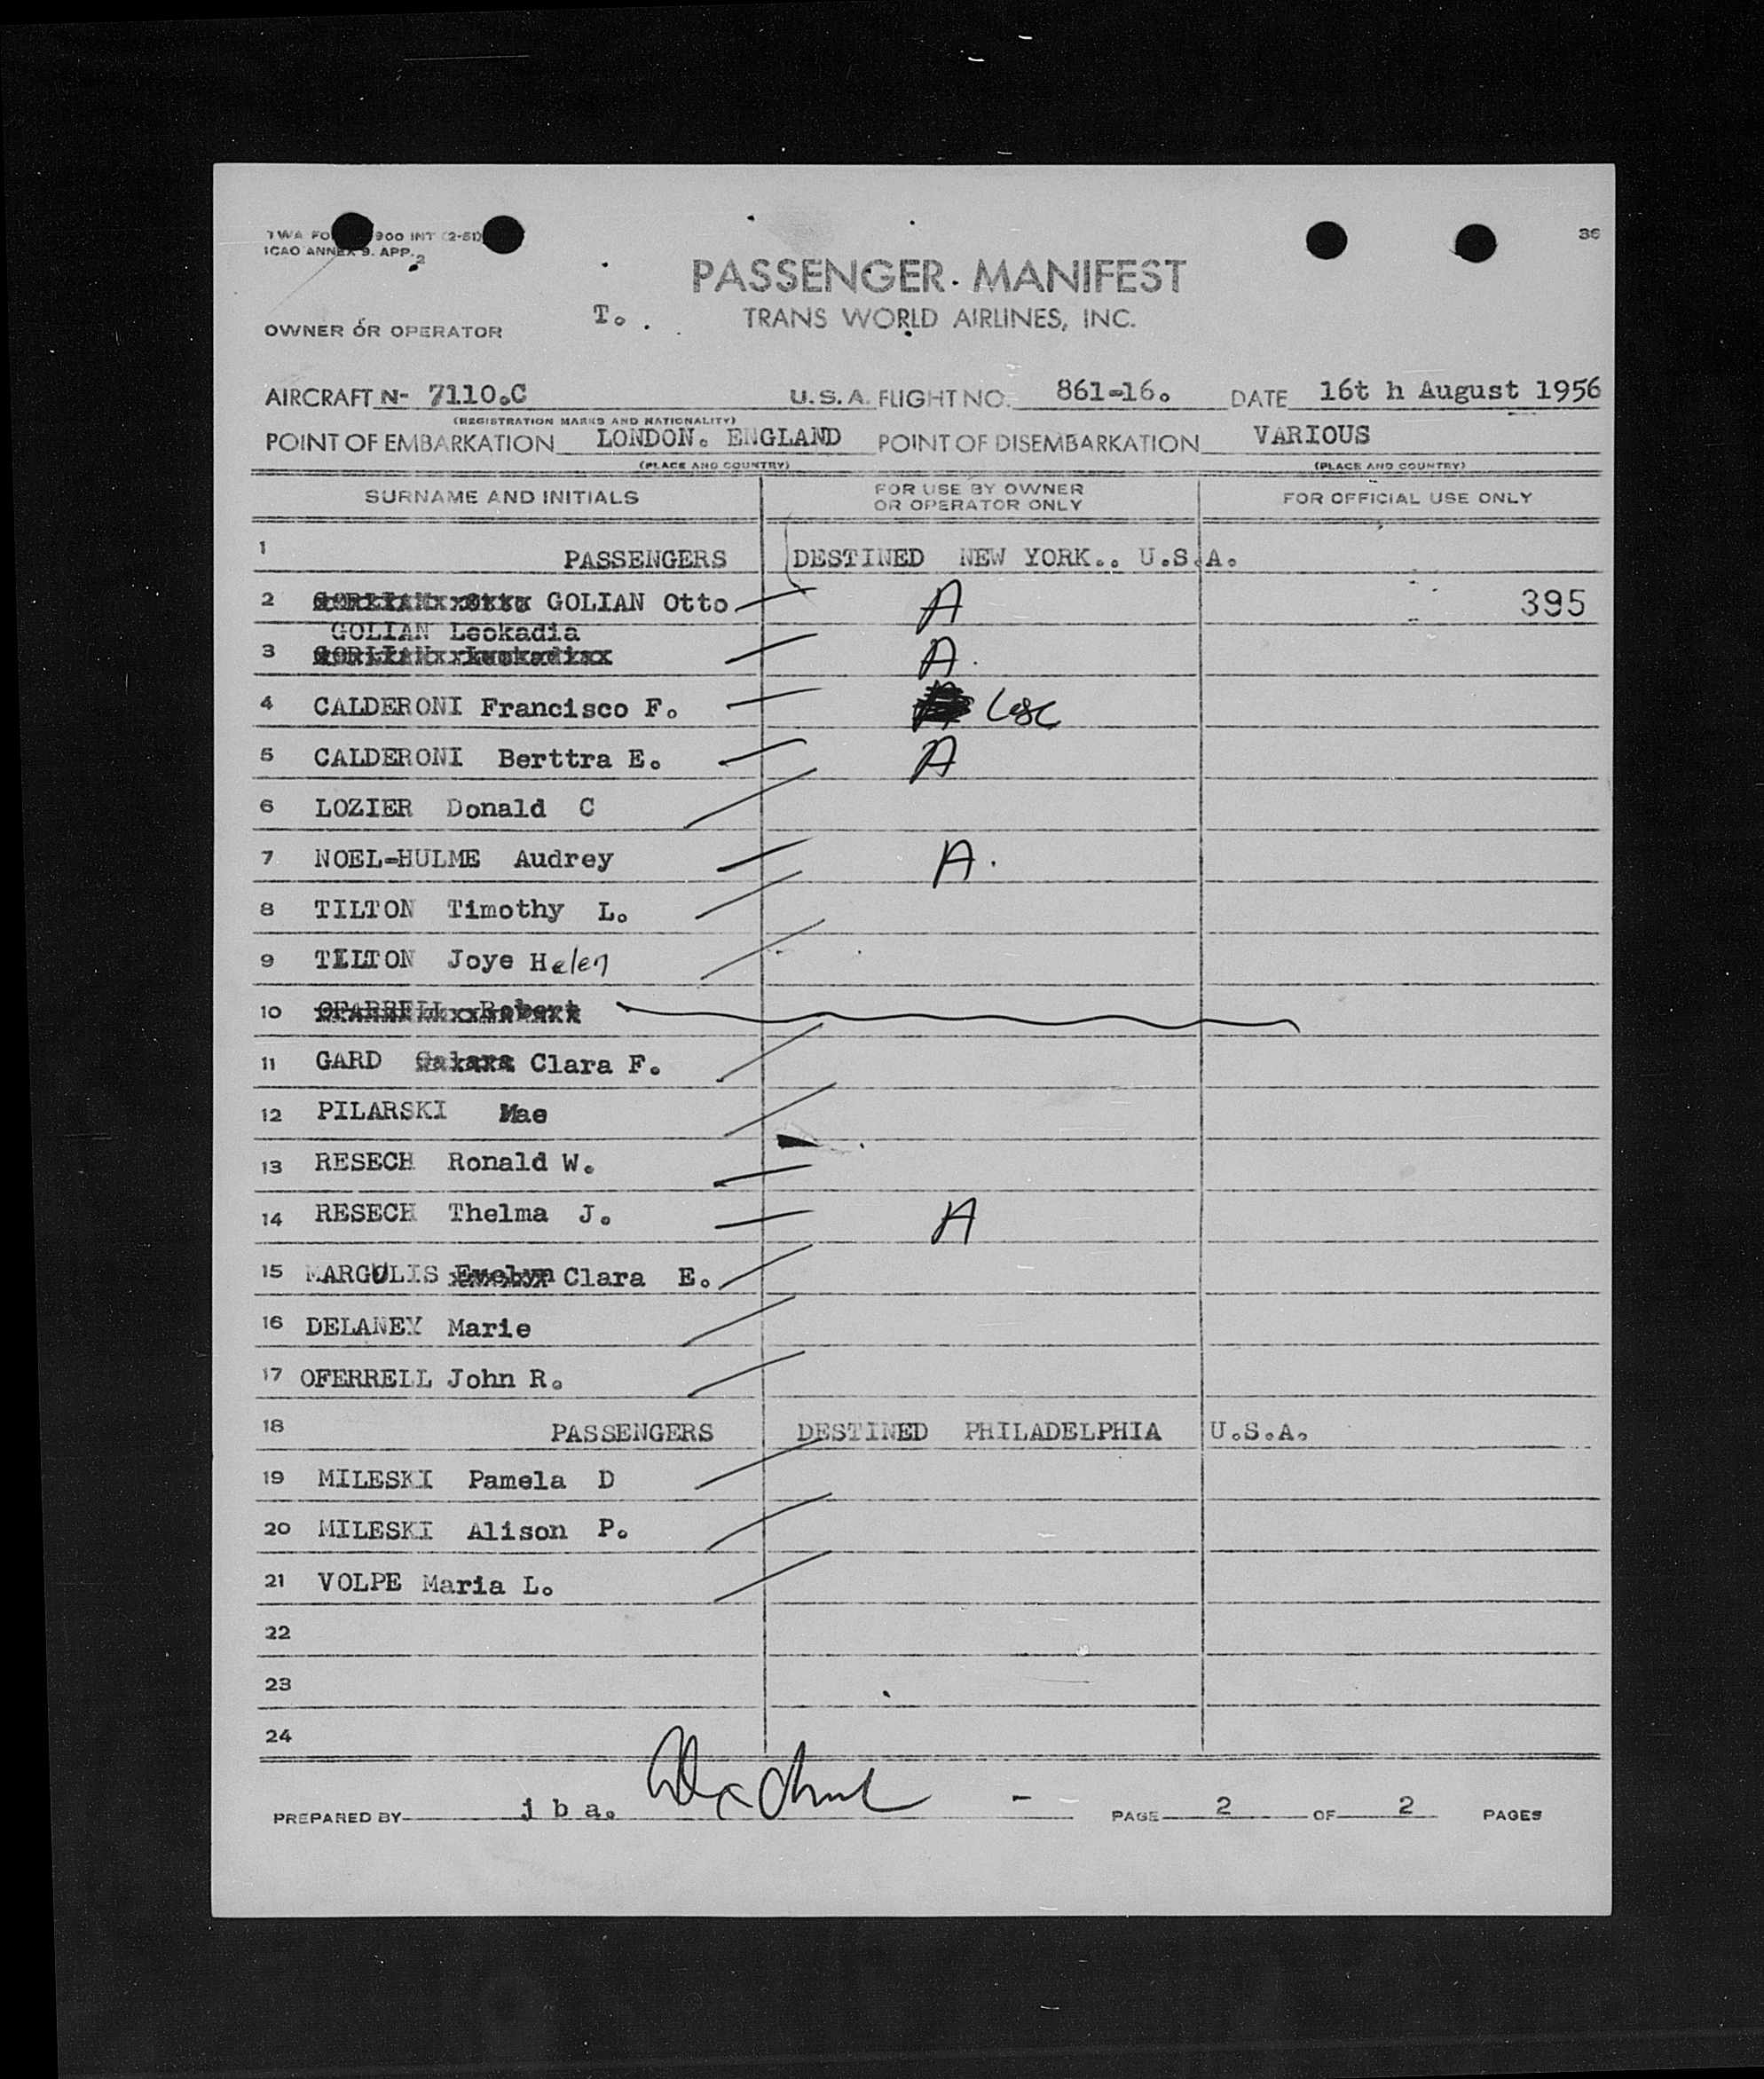 TWA FO 900 INT (2-51)
ICAO ANNEX 9. APP. 2
36
PASSENGER MANIFEST
OWNER OR OPERATOR T. TRANS WORLD AIRLINES, INC.
AIRCRAFT N- 7110.C U.S.A. FLIGHT NO. 861-16. DATE 16t h August 1956
(REGISTRATION MARKS AND NATIONALITY)
POINT OF EMBARKATION LONDON. ENGLAND POINT OF DISEMBARKATION VARIOUS
(PLACE AND COUNTRY) (PLACE AND COUNTRY)
SURNAME AND INITIALS FOR USE BY OWNER OR OPERATOR ONLY FOR OFFICIAL USE ONLY
1 PASSENGERS DESTINED NEW YORK.. U.S.A.
2 GOLIAN Otto A 395
GOLIAN Leokadia
3 A.
4 CALDERONI Francisco F.
5 CALDERONI Berttra E. A
6 LOZIER Donald C
7 NOEL-HULME Audrey A.
8 TILTON Timothy L.
9 TILTON Joye Helen
10 OFARRELL Robert
11 GARD Clara F.
12 PILARSKI Mae
13 RESECH Ronald W.
14 RESECH Thelma J. A
15 MARGULIS Evelyn Clara E.
16 DELANEY Marie
17 OFERRELL John R.
18 PASSENGERS DESTINED PHILADELPHIA U.S.A.
19 MILESKI Pamela D
20 MILESKI Alison P.
21 VOLPE Maria L.
22
23
24
PREPARED BY j b a. PAGE 2 OF 2 PAGES